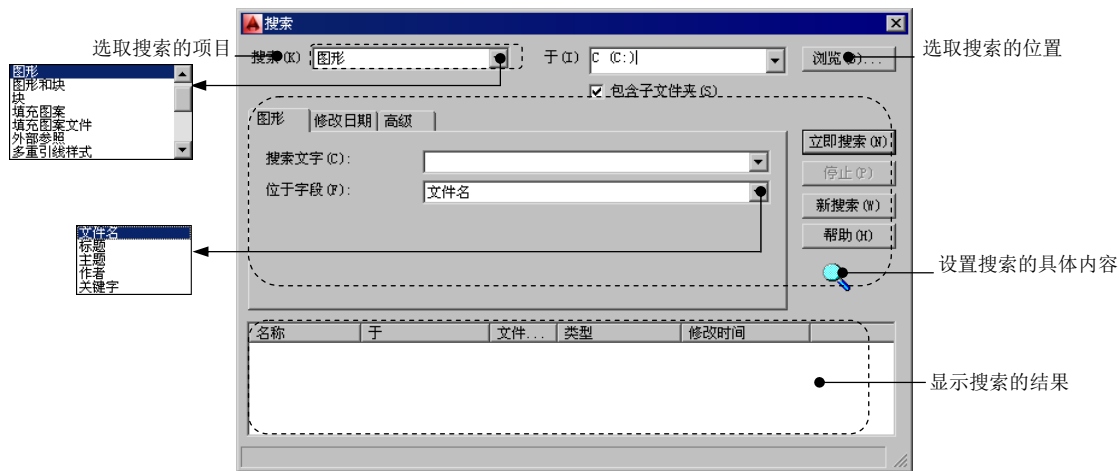 搜索
选取搜索的项目
搜索(K)
图形
于(I)
C (C:)
浏览
...
选取搜索的位置
包含子文件夹(S)
图形
图形和块
块
填充图案
填充图案文件
外部参照
多重引线样式
图形
修改日期
高级
搜索文字(C):
位于字段(F):
文件名
立即搜索(N)
停止(P)
新搜索(W)
帮助(H)
文件名
标题
主题
作者
关键字
设置搜索的具体内容
名称
于
文件...
类型
修改时间
显示搜索的结果